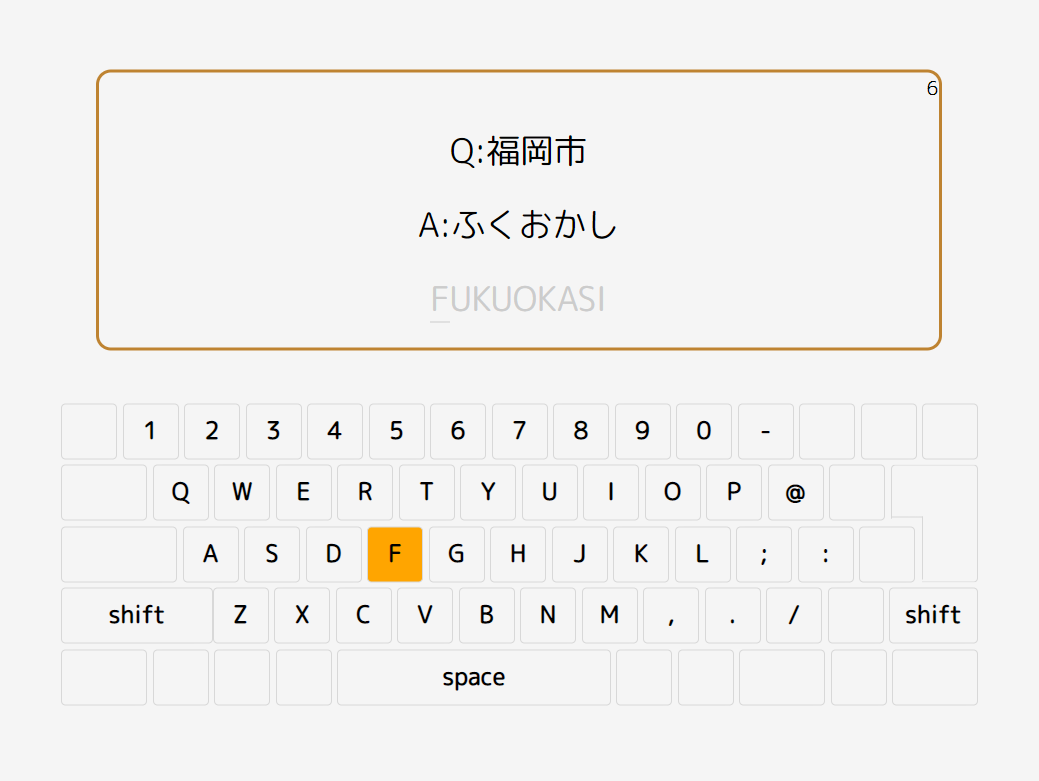 6
Q:福岡市
A:ふくおかし
FUKUOKASI
1 2 3 4 5 6 7 8 9 0 -
Q W E R T Y U I O P @
A S D F G H J K L ; :
shift Z X C V B N M , . / shift
space